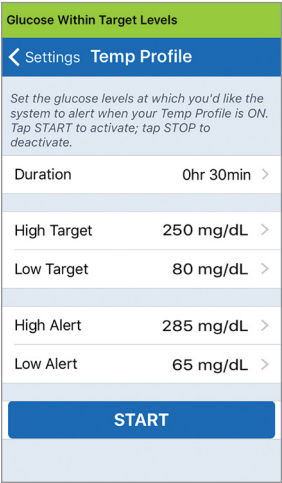 Glucose Within Target Levels
Settings Temp Profile
Set the glucose levels at which you'd like the
system to alert when your Temp Profile is ON.
Tap START to activate; tap STOP to
deactivate.
Duration 0hr 30min
High Target 250 mg/dL
Low Target 80 mg/dL
High Alert 285 mg/dL
Low Alert 65 mg/dL
START